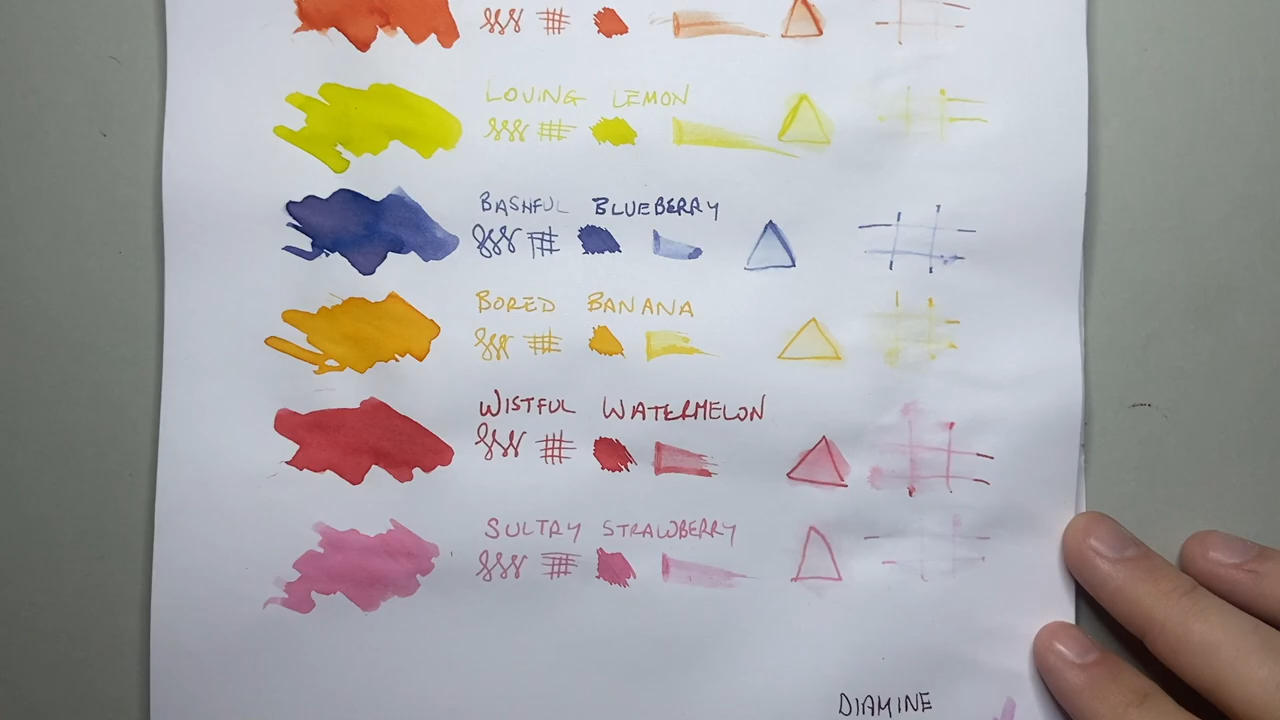 LOVING LEMON
BASHFUL BLUEBERRY
BORED BANANA
WISTFUL WATERMELON
SULTRY STRAWBERRY
DIAMINE